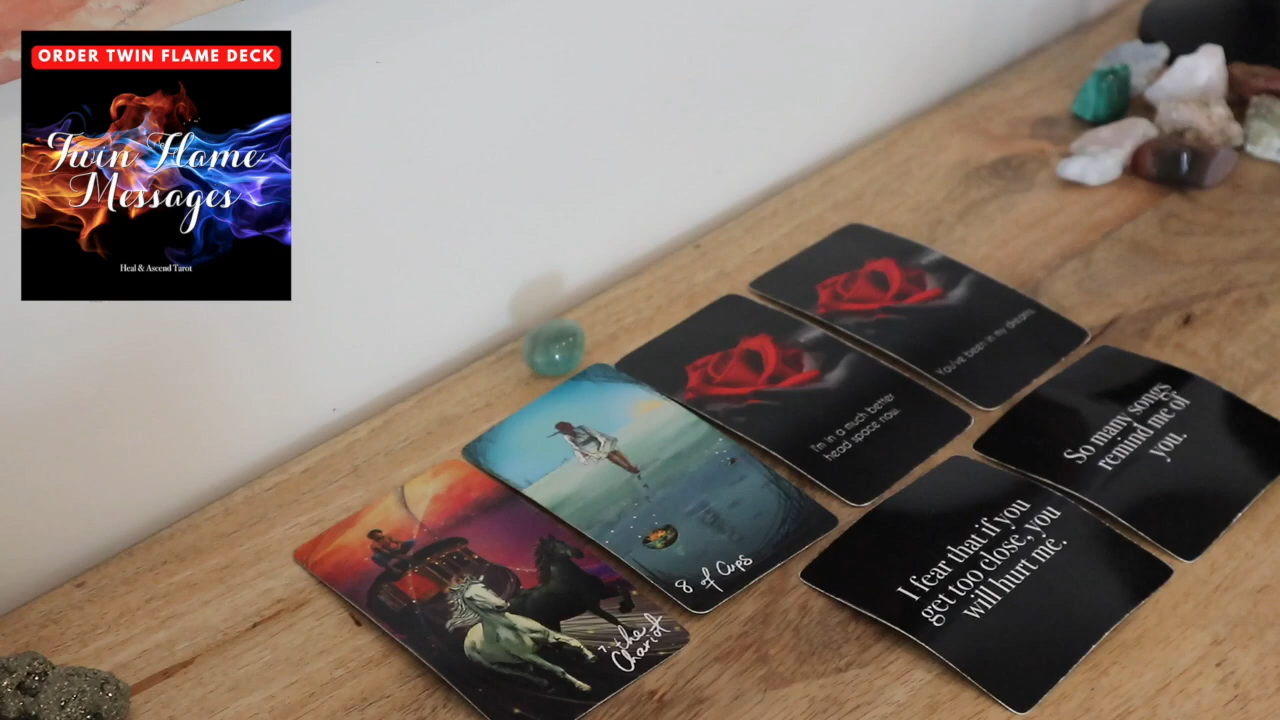 ORDER TWIN FLAME DECK
Twin Flame
Messages
Heal & Ascend Tarot
You've been in my dreams
I'm in a much better
head space now.
So many songs
remind me of
you.
I fear that if you
get too close, you
will hurt me.
8 of Cups
7. the
Chariot